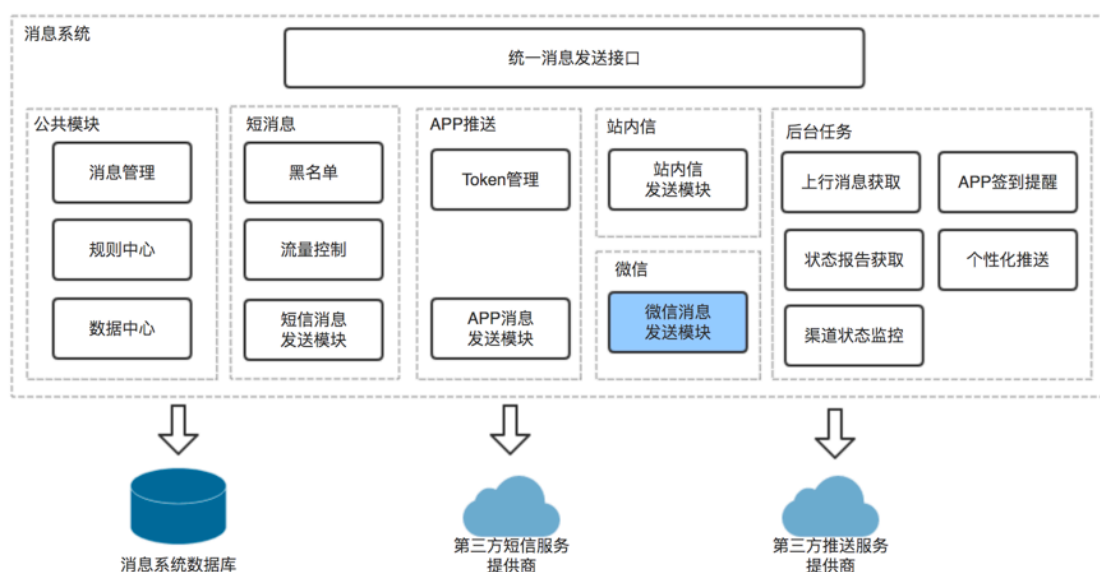 消息系统
统一消息发送接口
公共模块
消息管理
规则中心
数据中心
短消息
黑名单
流量控制
短信消息
发送模块
APP推送
Token管理
APP消息
发送模块
站内信
站内信
发送模块
微信
微信消息
发送模块
后台任务
上行消息获取
APP签到提醒
状态报告获取
个性化推送
渠道状态监控
消息系统数据库
第三方短信服务
提供商
第三方推送服务
提供商